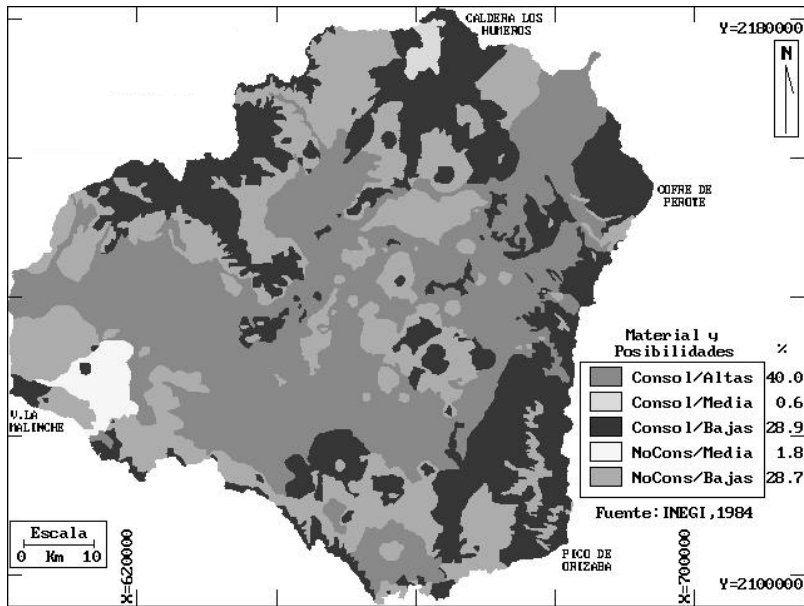 CALDERA LOS
HUMEROS
Y=2180000
N
COFRE DE
PEROTE
Material y
Posibilidades %
Consol/Altas 40.0
Consol/Media 0.6
Consol/Bajas 28.9
NoCons/Media 1.8
NoCons/Bajas 28.7
Fuente:INEGI,1984
V.LA
MALINCHE
Escala
0 Km 10
X=620000
PICO DE
ORIZABA
X=700000
Y=2100000